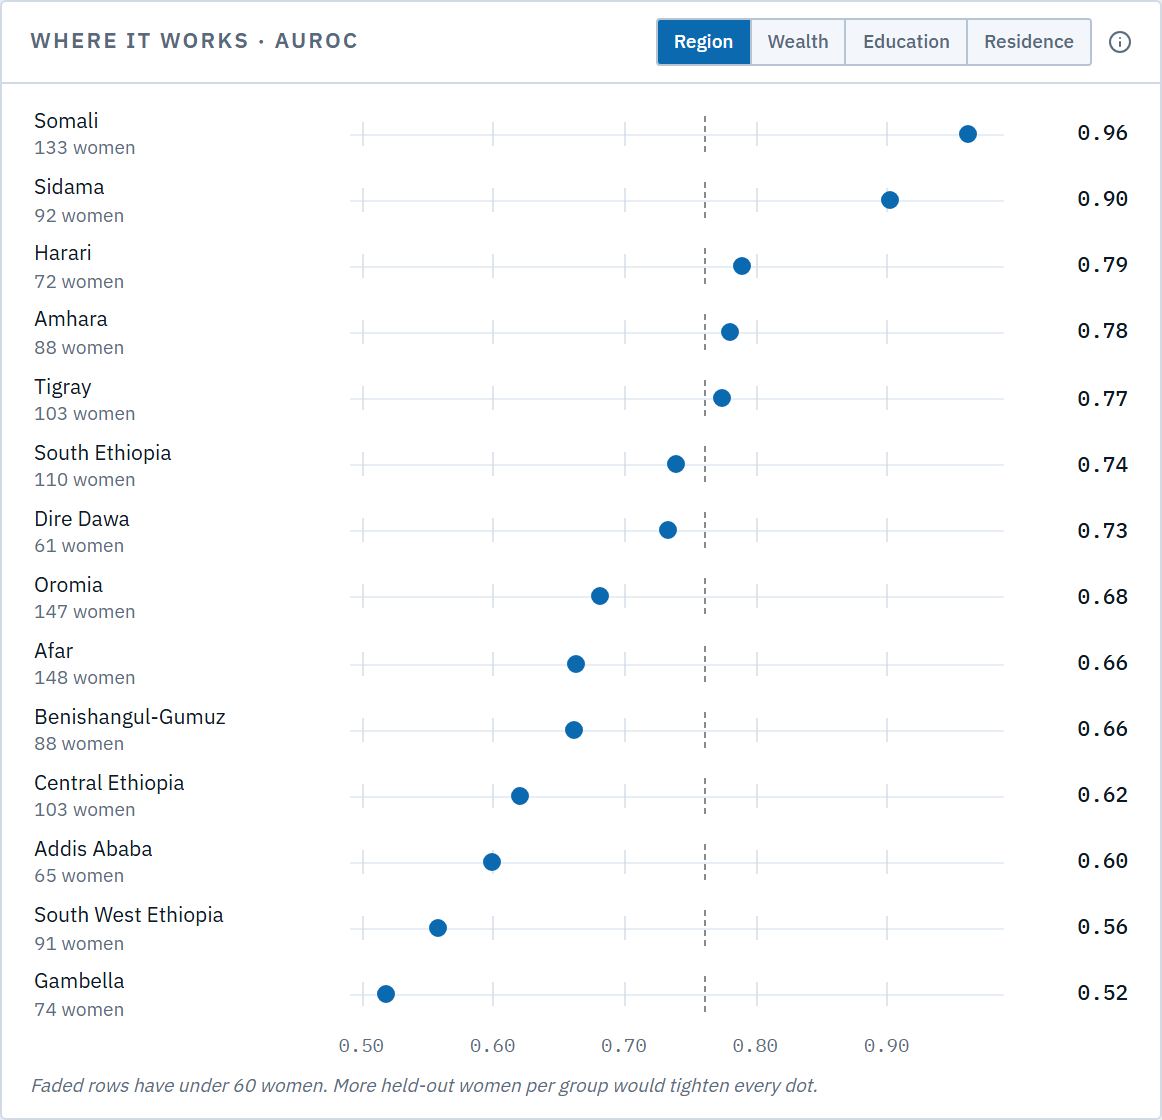 WHERE IT WORKS · AUROC
Region Wealth Education Residence
Somali
133 women
0.96
Sidama
92 women
0.90
Harari
72 women
0.79
Amhara
88 women
0.78
Tigray
103 women
0.77
South Ethiopia
110 women
0.74
Dire Dawa
61 women
0.73
Oromia
147 women
0.68
Afar
148 women
0.66
Benishangul-Gumuz
88 women
0.66
Central Ethiopia
103 women
0.62
Addis Ababa
65 women
0.60
South West Ethiopia
91 women
0.56
Gambella
74 women
0.52
0.50 0.60 0.70 0.80 0.90
Faded rows have under 60 women. More held-out women per group would tighten every dot.